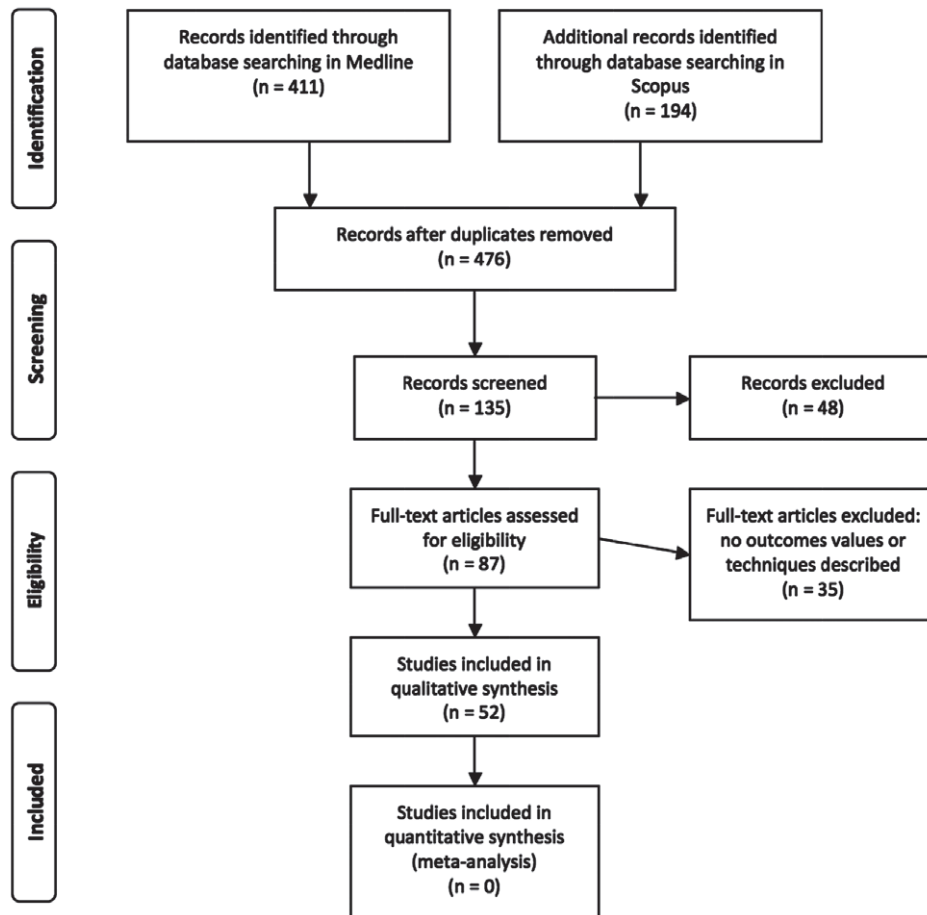 Identification
Records identified through
database searching in Medline
(n = 411)
Additional records identified
through database searching in
Scopus
(n = 194)
Records after duplicates removed
(n = 476)
Screening
Records screened
(n = 135)
Records excluded
(n = 48)
Eligibility
Full-text articles assessed
for eligibility
(n = 87)
Full-text articles excluded:
no outcomes values or
techniques described
(n = 35)
Studies included in
qualitative synthesis
(n = 52)
Included
Studies included in
quantitative synthesis
(meta-analysis)
(n = 0)